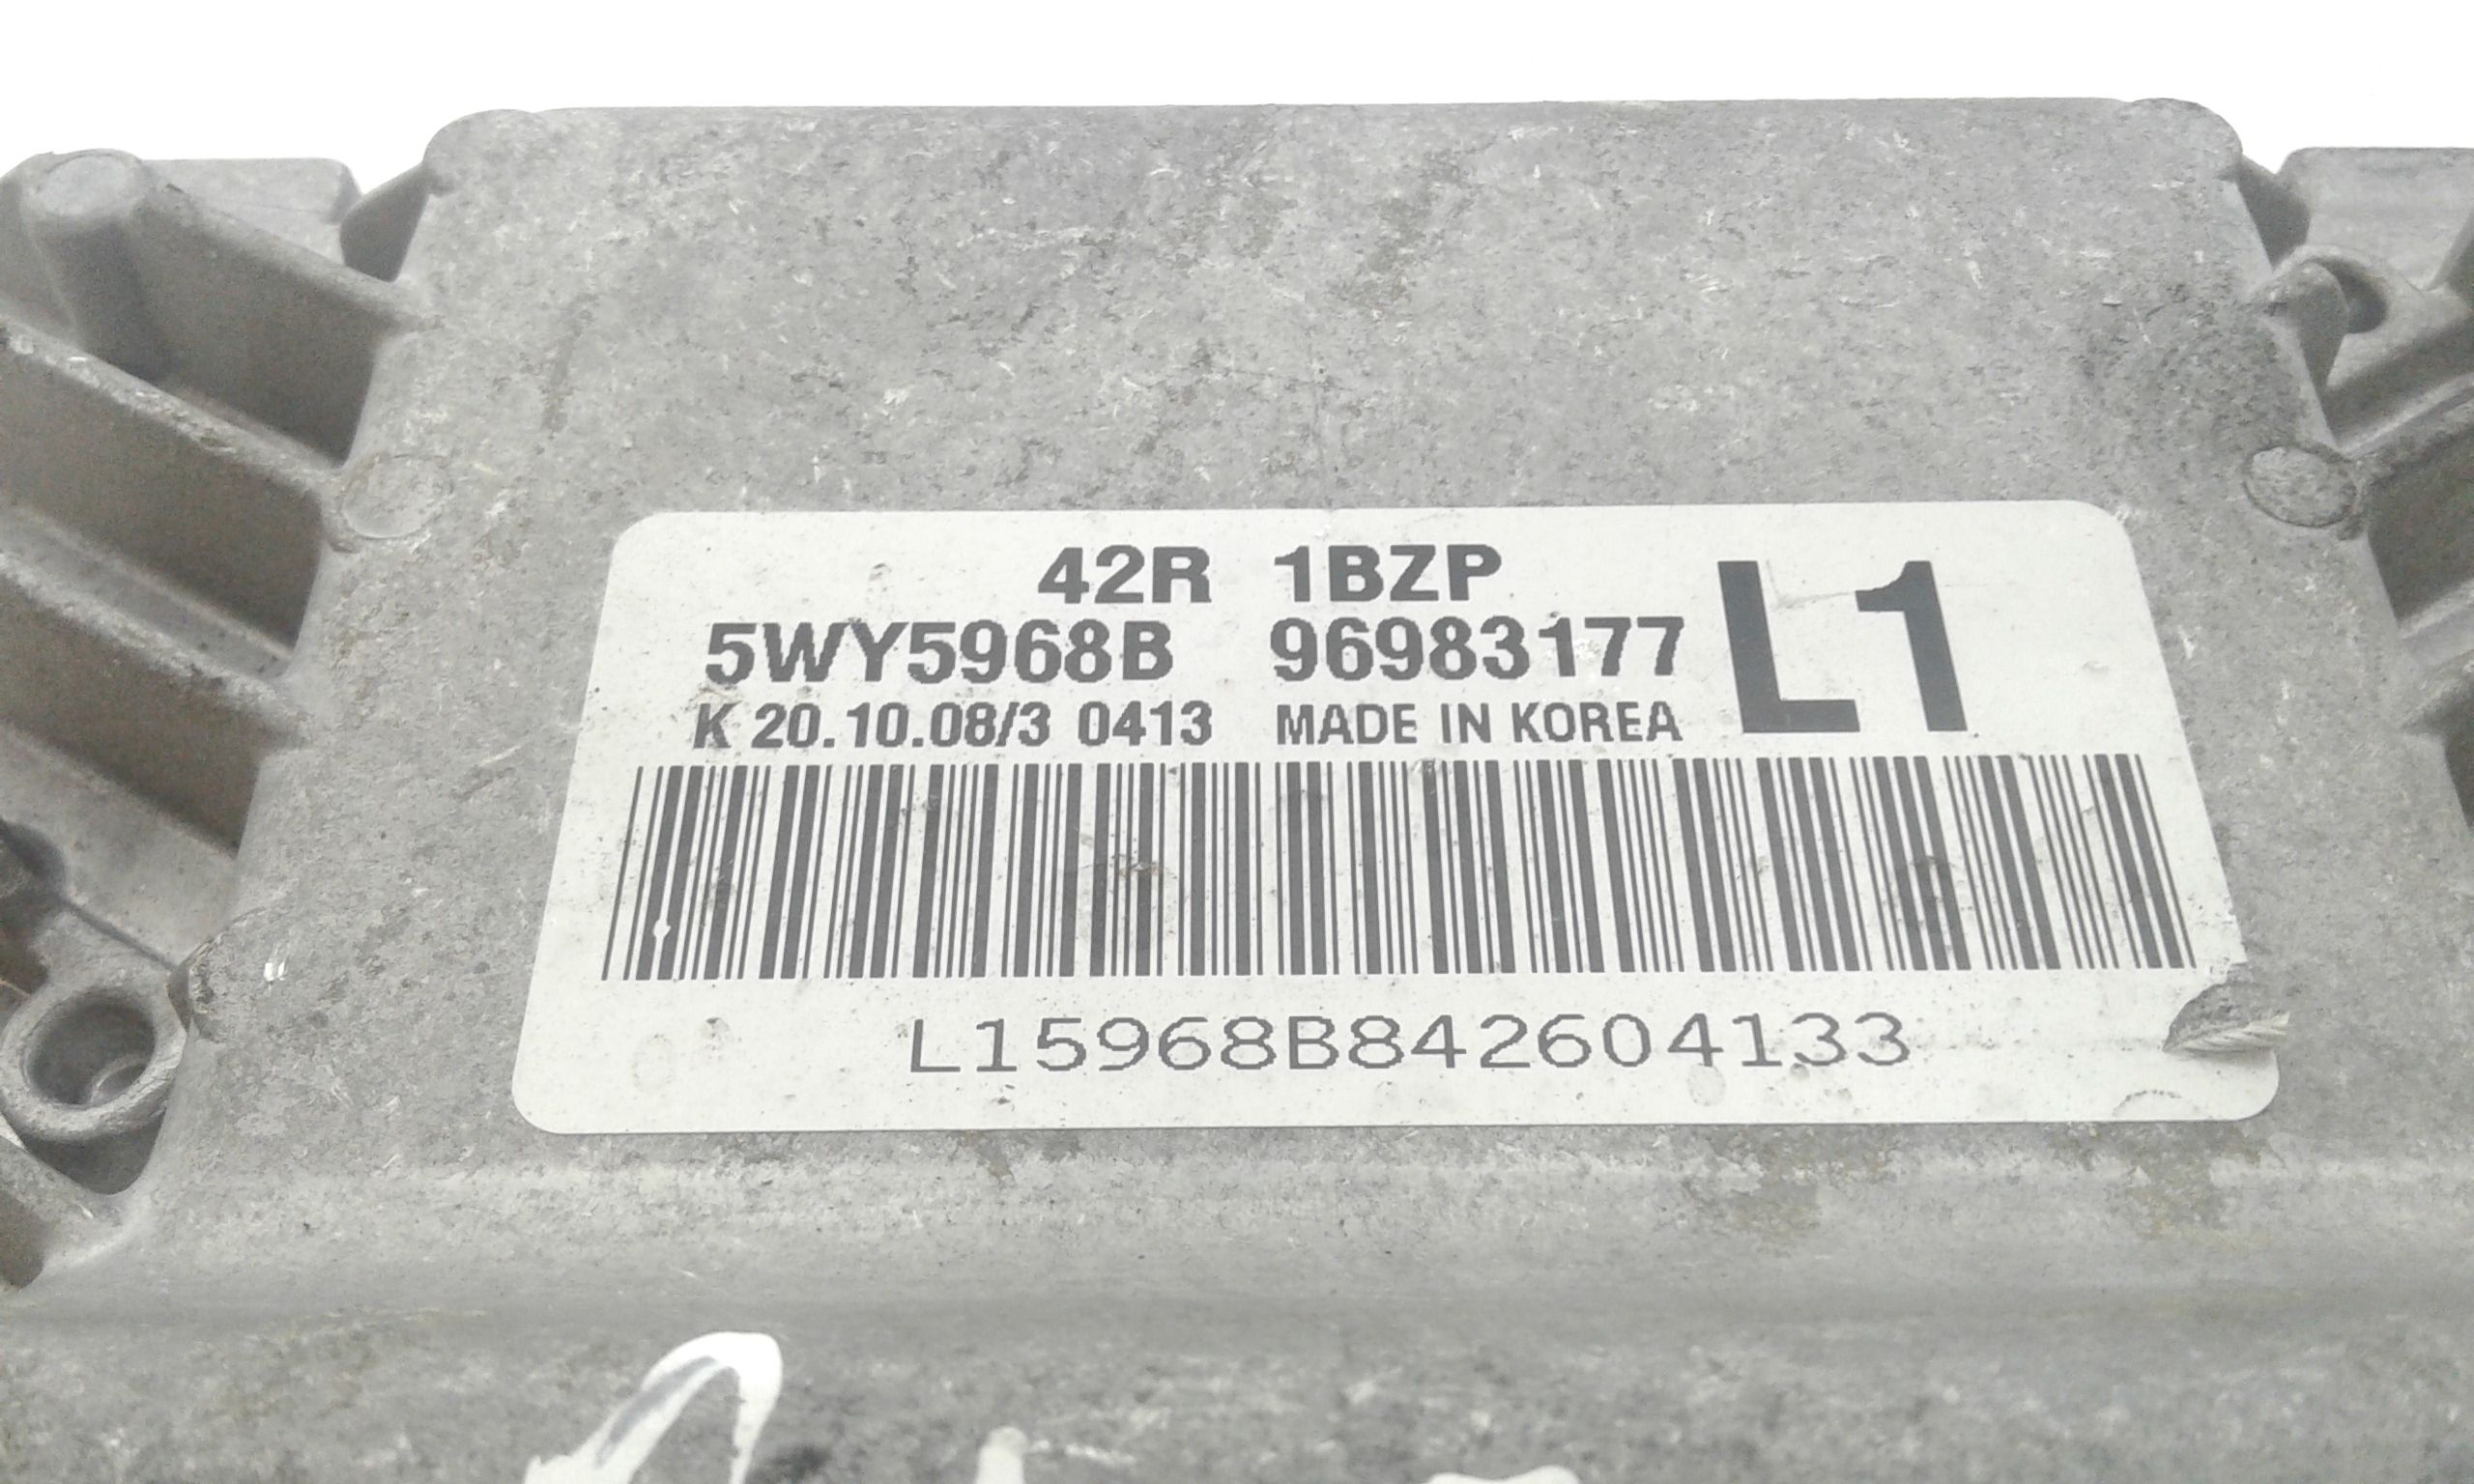 42R 1BZP
5WY5968B 96983177 L1
K 20.10.08/3 0413 MADE IN KOREA
L15968B842604133